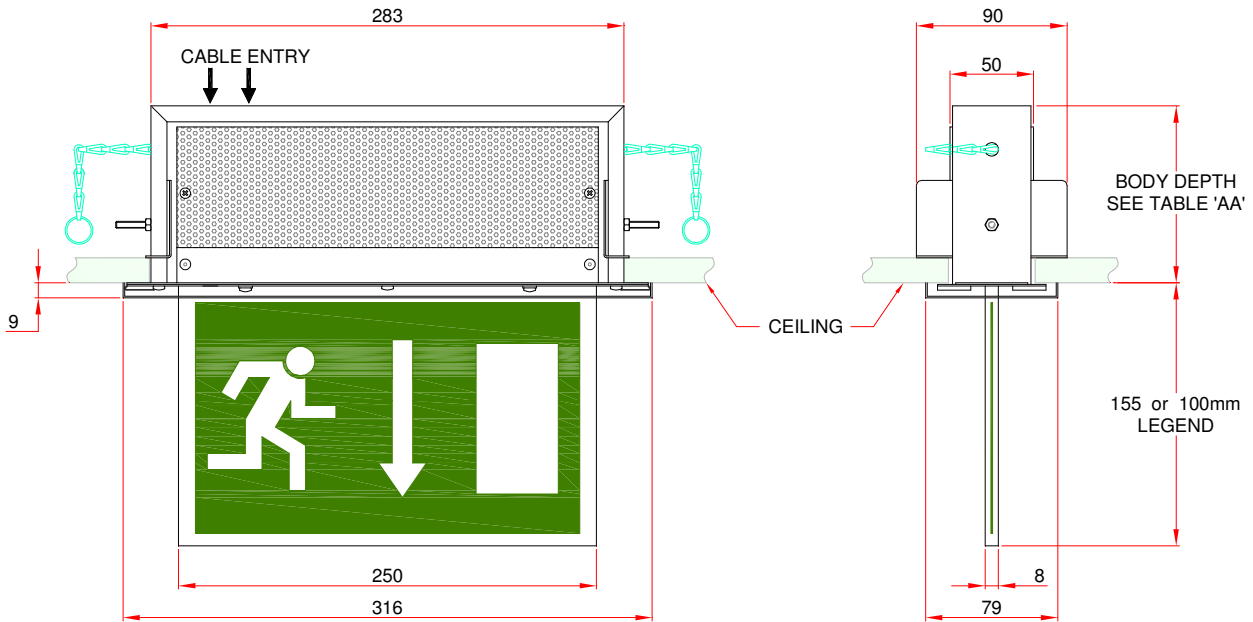 283
90
CABLE ENTRY
50
BODY DEPTH
SEE TABLE 'AA'
9
CEILING
155 or 100mm
LEGEND
250
8
316
79